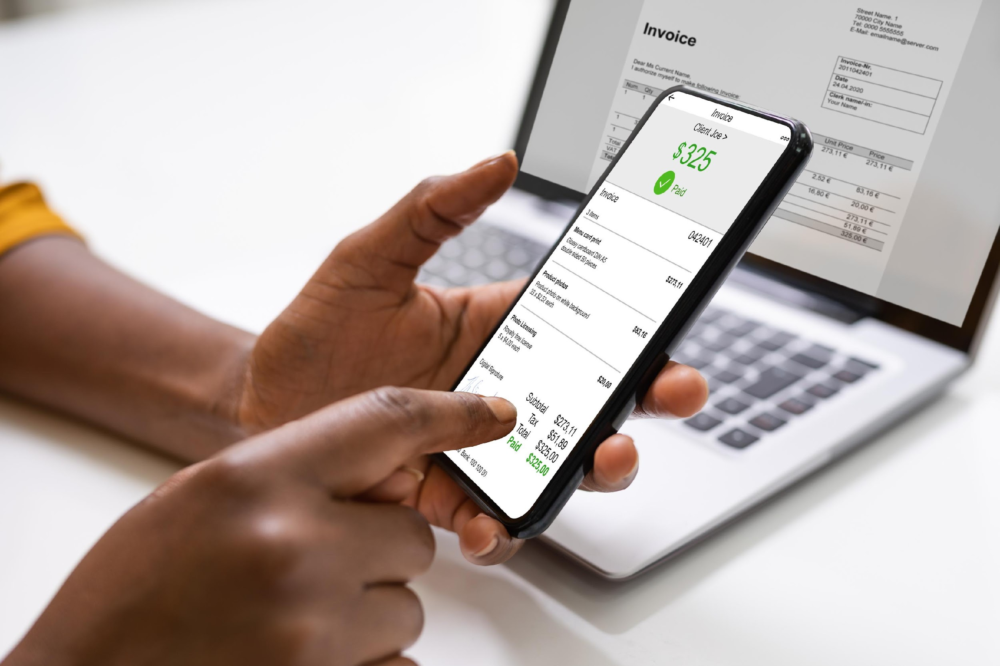 Invoice
Street Name. 1
70000 City Name
Tel: 0000 5555555
E-Mail: emailname@server.com
Dear Ms Current Name,
I authorize myself to make following Invoice:
Invoice-Nr.
2011042401
Date
24.04.2020
Clerk name/-in:
Your Name
Num. Qty
Unit Price Price
1 1
273,11 € 273,11 €
1
2,52 € 83,16 €
1
16,80 € 20,00 €
Total
273,11 €
VAT
51,89 €
325,00 €
Invoice
Client Joe >
$325
Paid
Invoice
042401
3 Items
Menu card print
Glossy cardboard DIN A5
double sided 50 pieces
$273,11
Product photos
Product photo on white background
33 x $2,52 each
$83,16
Photo Licensing
Royalty free license
5 x $4,00 each
$20,00
Digital Signature
Subtotal $273,11
Tax $51,89
Total $325,00
Paid $325,00
Bank: 100 100 00